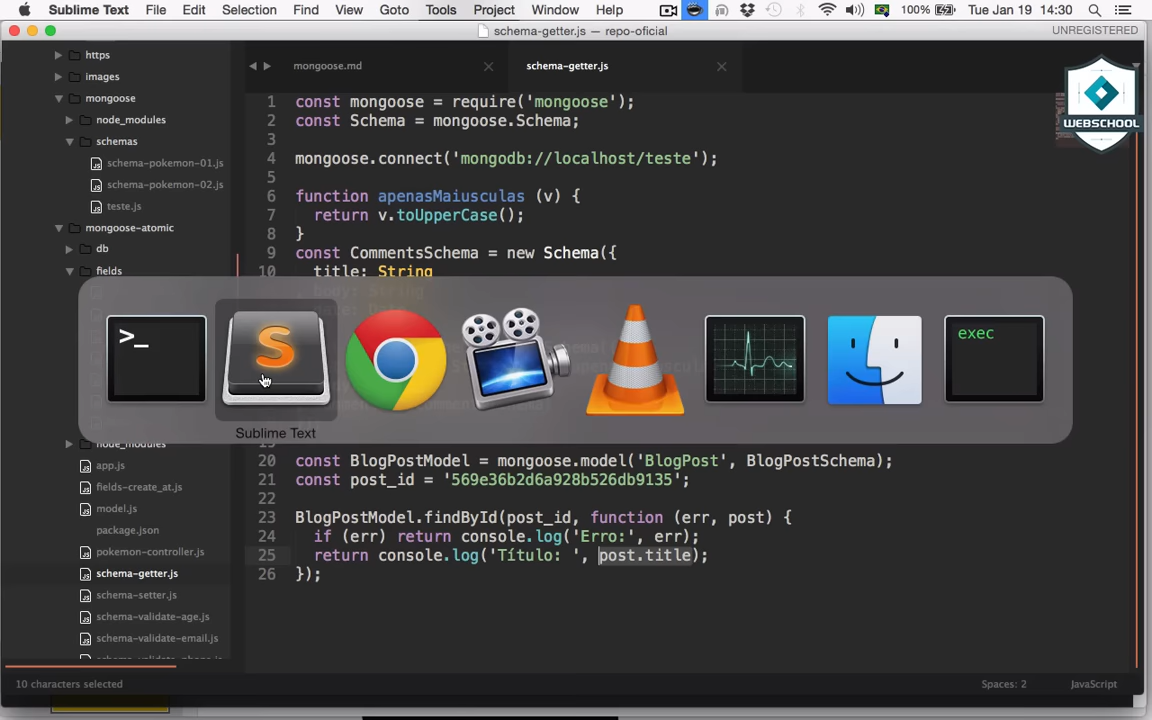 Sublime Text File Edit Selection Find View Goto Tools Project Window Help 100% Tue Jan 19 14:30
schema-getter.js — repo-oficial UNREGISTERED
https
images
mongoose
node_modules
schemas
schema-pokemon-01.js
schema-pokemon-02.js
teste.js
mongoose-atomic
db
fields
node_modules
app.js
fields-create_at.js
model.js
package.json
pokemon-controller.js
schema-getter.js
schema-setter.js
schema-validate-age.js
schema-validate-email.js
mongoose.md schema-getter.js
WEBSCHOOL
1 const mongoose = require('mongoose');
2 const Schema = mongoose.Schema;
3
4 mongoose.connect('mongodb://localhost/teste');
5
6 function apenasMaiusculas (v) {
7 return v.toUpperCase();
8 }
9 const CommentsSchema = new Schema({
10 title: String
, body: String
>_
S
exec
Sublime Text
20 const BlogPostModel = mongoose.model('BlogPost', BlogPostSchema);
21 const post_id = '569e36b2d6a928b526db9135';
22
23 BlogPostModel.findById(post_id, function (err, post) {
24 if (err) return console.log('Erro:', err);
25 return console.log('Título: ', post.title);
26 });
10 characters selected Spaces: 2 JavaScript